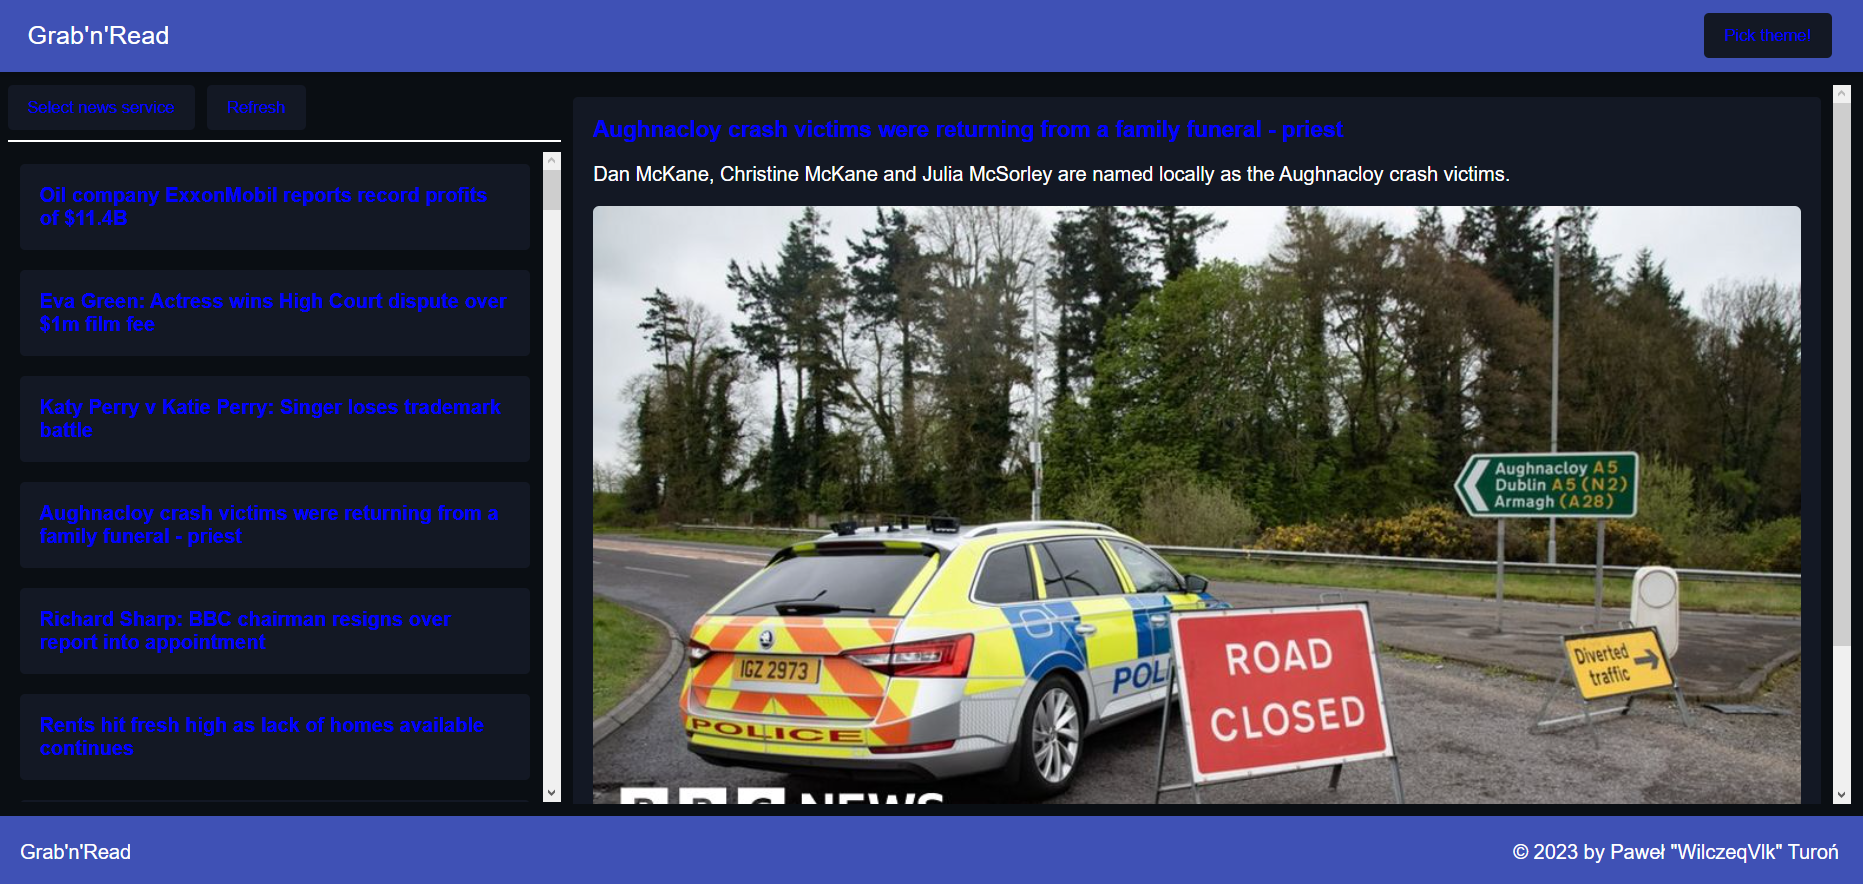 Grab'n'Read
Pick theme!
Select news service
Refresh
Oil company ExxonMobil reports record profits
of $11.4B
Eva Green: Actress wins High Court dispute over
$1m film fee
Katy Perry v Katie Perry: Singer loses trademark
battle
Aughnacloy crash victims were returning from a
family funeral - priest
Richard Sharp: BBC chairman resigns over
report into appointment
Rents hit fresh high as lack of homes available
continues
Aughnacloy crash victims were returning from a family funeral - priest
Dan McKane, Christine McKane and Julia McSorley are named locally as the Aughnacloy crash victims.
Aughnacloy A5
Dublin A5 (N2)
Armagh (A28)
Diverted
traffic
ROAD
CLOSED
IGZ 2973
POL
POLICE
BBC NEWS
Grab'n'Read
© 2023 by Paweł "WilczeqVlk" Turoń